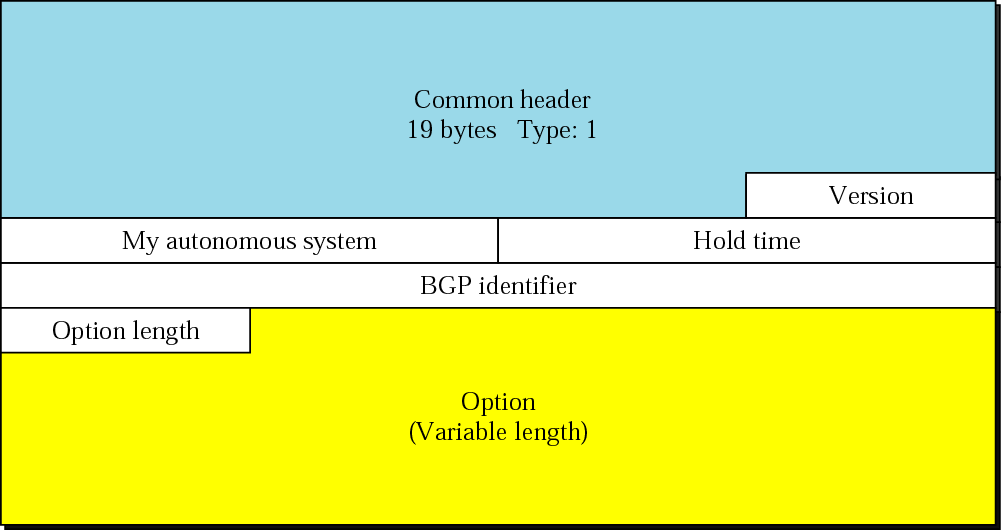 Common header
19 bytes Type: 1
Version
My autonomous system
Hold time
BGP identifier
Option length
Option
(Variable length)